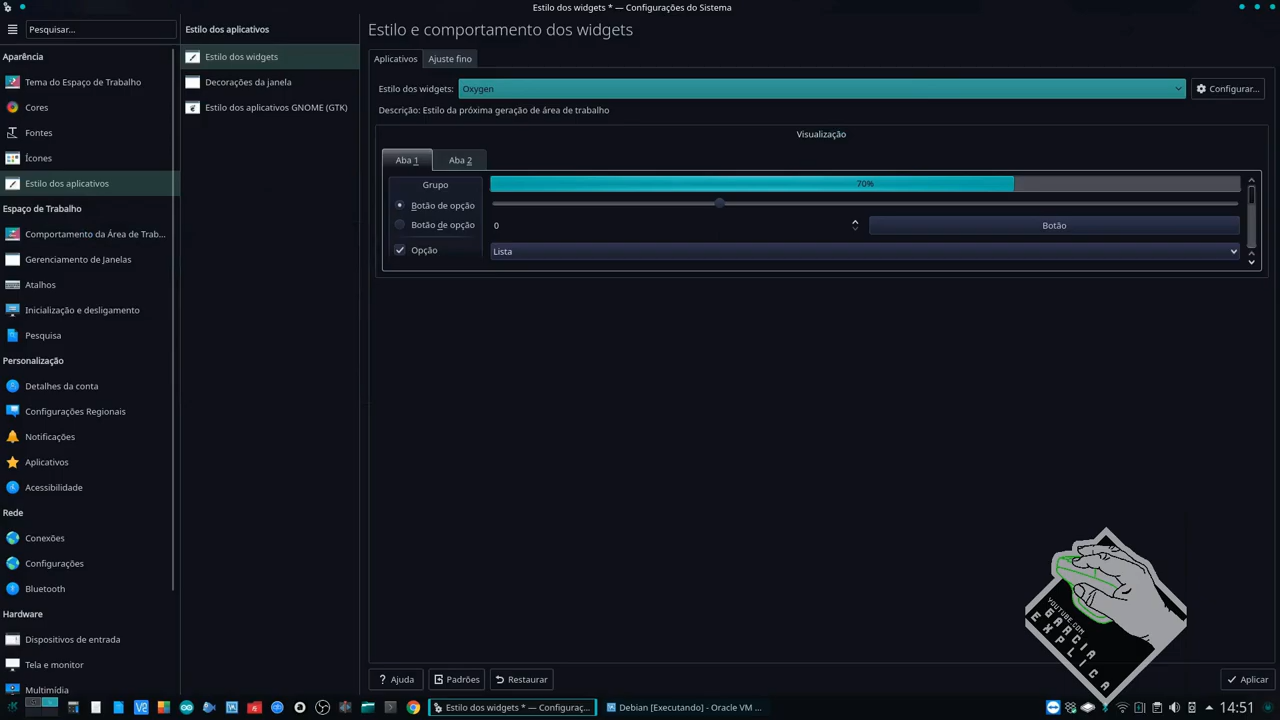 Estilo dos widgets * — Configurações do Sistema
Pesquisar...
Aparência
Tema do Espaço de Trabalho
Cores
Fontes
Ícones
Estilo dos aplicativos
Espaço de Trabalho
Comportamento da Área de Trab...
Gerenciamento de Janelas
Atalhos
Inicialização e desligamento
Pesquisa
Personalização
Detalhes da conta
Configurações Regionais
Notificações
Aplicativos
Acessibilidade
Rede
Conexões
Configurações
Bluetooth
Hardware
Dispositivos de entrada
Tela e monitor
Multimídia
Estilo dos aplicativos
Estilo dos widgets
Decorações da janela
Estilo dos aplicativos GNOME (GTK)
Estilo e comportamento dos widgets
Aplicativos
Ajuste fino
Estilo dos widgets:
Oxygen
Configurar...
Descrição: Estilo da próxima geração de área de trabalho
Visualização
Aba 1
Aba 2
Grupo
Botão de opção
Botão de opção
Opção
70%
0
Botão
Lista
YOUTUBE.COM
GARCIA
EXPLICA
Ajuda
Padrões
Restaurar
Aplicar
Estilo dos widgets * — Configuraç...
Debian [Executando] - Oracle VM ...
14:51